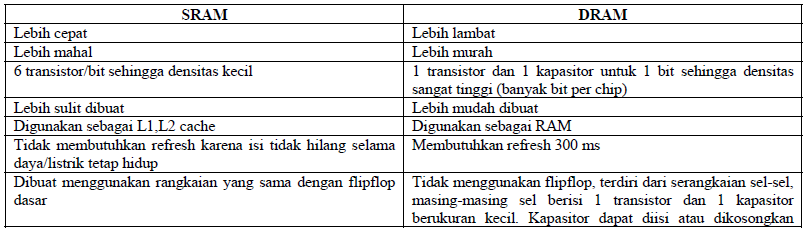 SRAM
DRAM
Lebih cepat
Lebih lambat
Lebih mahal
Lebih murah
6 transistor/bit sehingga densitas kecil
1 transistor dan 1 kapasitor untuk 1 bit sehingga densitas
sangat tinggi (banyak bit per chip)
Lebih sulit dibuat
Lebih mudah dibuat
Digunakan sebagai L1,L2 cache
Digunakan sebagai RAM
Tidak membutuhkan refresh karena isi tidak hilang selama
daya/listrik tetap hidup
Membutuhkan refresh 300 ms
Dibuat menggunakan rangkaian yang sama dengan flipflop
dasar
Tidak menggunakan flipflop, terdiri dari serangkaian sel-sel,
masing-masing sel berisi 1 transistor dan 1 kapasitor
berukuran kecil. Kapasitor dapat diisi atau dikosongkan